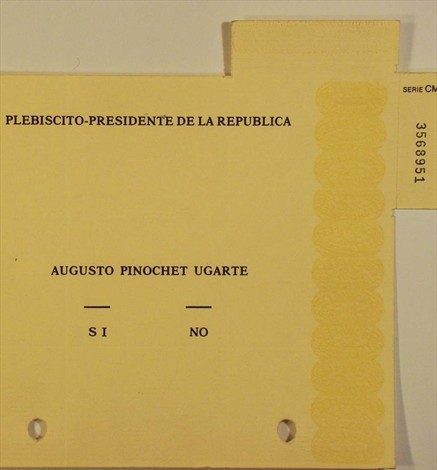 SERIE CM
3568951
PLEBISCITO-PRESIDENTE DE LA REPUBLICA
AUGUSTO PINOCHET UGARTE
SI NO